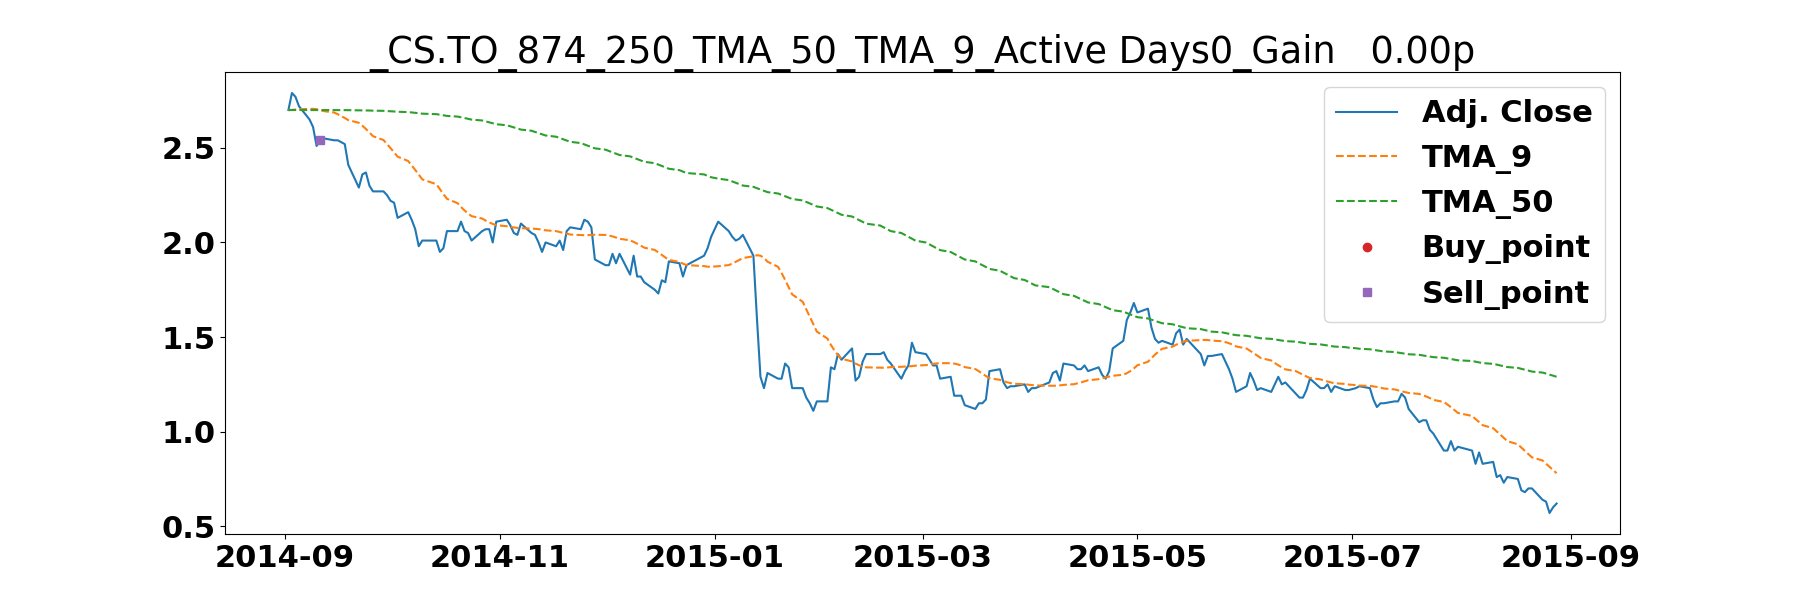 _CS.TO_874_250_TMA_50_TMA_9_Active Days0_Gain   0.00p
Adj. Close
TMA_9
TMA_50
Buy_point
Sell_point
2.5
2.0
1.5
1.0
0.5
2014-09 2014-11 2015-01 2015-03 2015-05 2015-07 2015-09